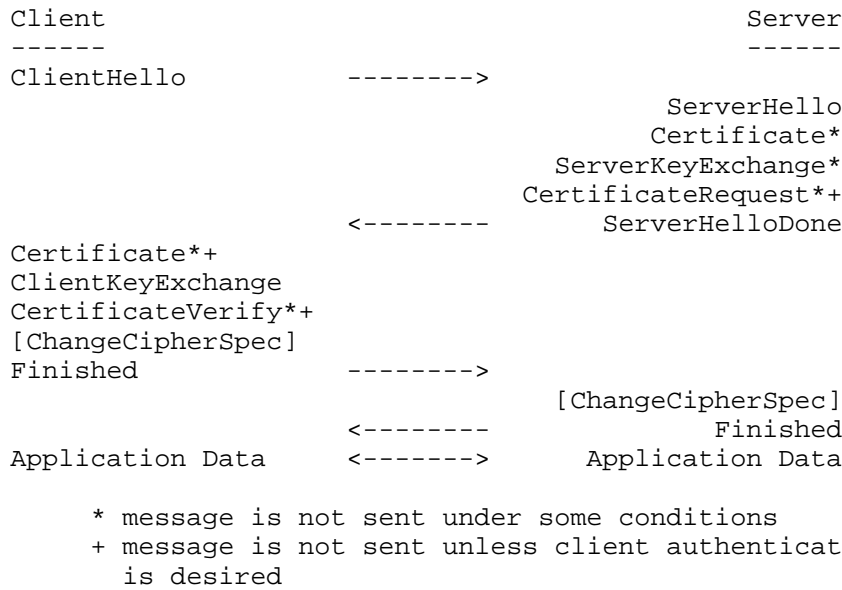 Client                                               Server
------                                               ------
ClientHello          -------->
                                                ServerHello
                                               Certificate*
                                         ServerKeyExchange*
                                       CertificateRequest*+
                     <--------              ServerHelloDone
Certificate*+
ClientKeyExchange
CertificateVerify*+
[ChangeCipherSpec]
Finished             -------->
                                         [ChangeCipherSpec]
                     <--------                     Finished
Application Data     <------->             Application Data
* message is not sent under some conditions
+ message is not sent unless client authenticat
is desired